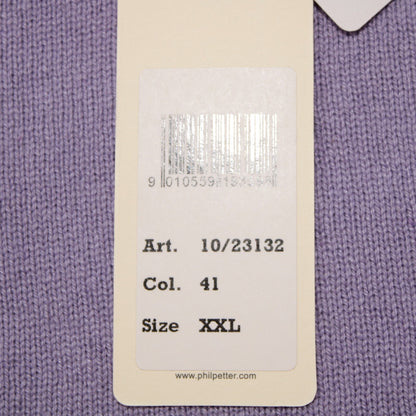 9 010559
Art. 10/23132
Col. 41
Size XXL
www.philpetter.com